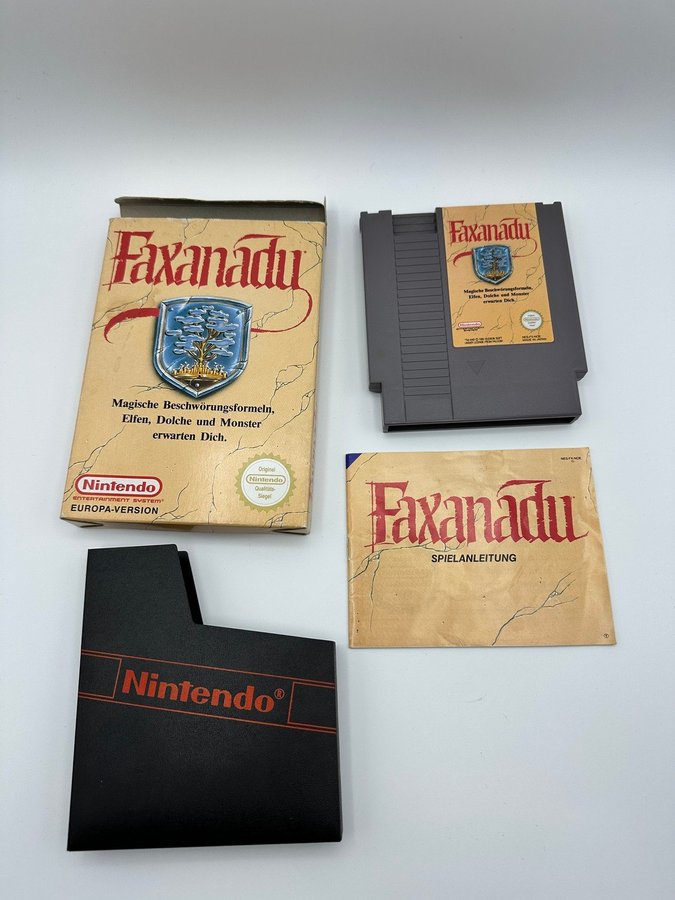 Faxanadu
Magische Beschwörungsformeln,
Elfen, Dolche und Monster
erwarten Dich.
Nintendo
ENTERTAINMENT SYSTEM
EUROPA-VERSION
Original
Nintendo
Qualitäts-
Siegel
Faxanadu
Magische Beschwörungsformeln,
Elfen, Dolche und Monster
erwarten Dich.
Nintendo
Faxanadu
SPIELANLEITUNG
Nintendo®